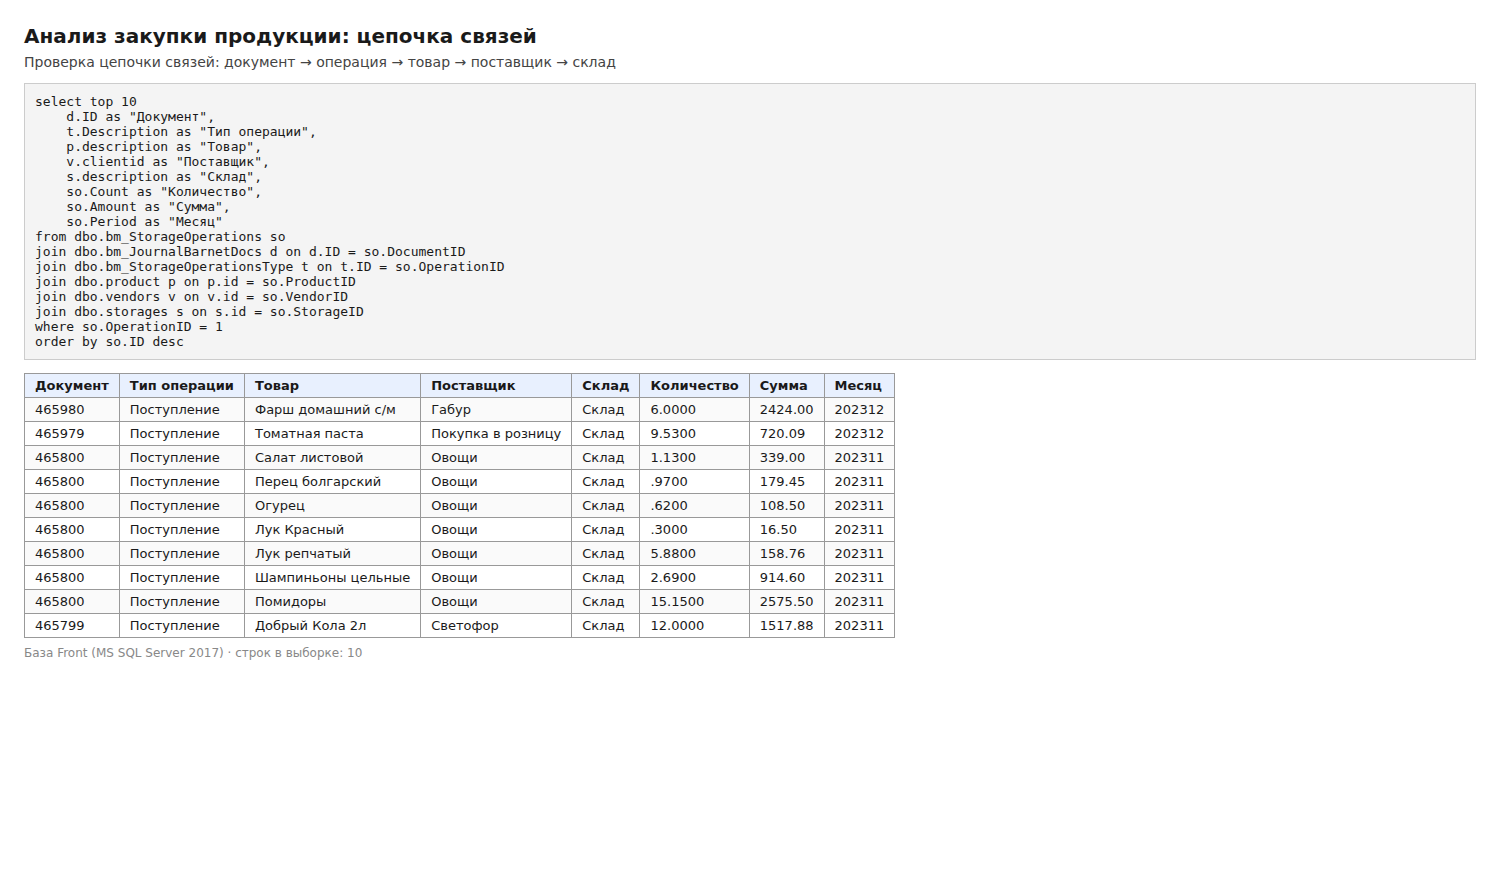 Анализ закупки продукции: цепочка связей
Проверка цепочки связей: документ → операция → товар → поставщик → склад
select top 10
    d.ID as "Документ",
    t.Description as "Тип операции",
    p.description as "Товар",
    v.clientid as "Поставщик",
    s.description as "Склад",
    so.Count as "Количество",
    so.Amount as "Сумма",
    so.Period as "Месяц"
from dbo.bm_StorageOperations so
join dbo.bm_JournalBarnetDocs d on d.ID = so.DocumentID
join dbo.bm_StorageOperationsType t on t.ID = so.OperationID
join dbo.product p on p.id = so.ProductID
join dbo.vendors v on v.id = so.VendorID
join dbo.storages s on s.id = so.StorageID
where so.OperationID = 1
order by so.ID desc
Документ Тип операции Товар Поставщик Склад Количество Сумма Месяц
465980 Поступление Фарш домашний с/м Габур Склад 6.0000 2424.00 202312
465979 Поступление Томатная паста Покупка в розницу Склад 9.5300 720.09 202312
465800 Поступление Салат листовой Овощи Склад 1.1300 339.00 202311
465800 Поступление Перец болгарский Овощи Склад .9700 179.45 202311
465800 Поступление Огурец Овощи Склад .6200 108.50 202311
465800 Поступление Лук Красный Овощи Склад .3000 16.50 202311
465800 Поступление Лук репчатый Овощи Склад 5.8800 158.76 202311
465800 Поступление Шампиньоны цельные Овощи Склад 2.6900 914.60 202311
465800 Поступление Помидоры Овощи Склад 15.1500 2575.50 202311
465799 Поступление Добрый Кола 2л Светофор Склад 12.0000 1517.88 202311
База Front (MS SQL Server 2017) · строк в выборке: 10